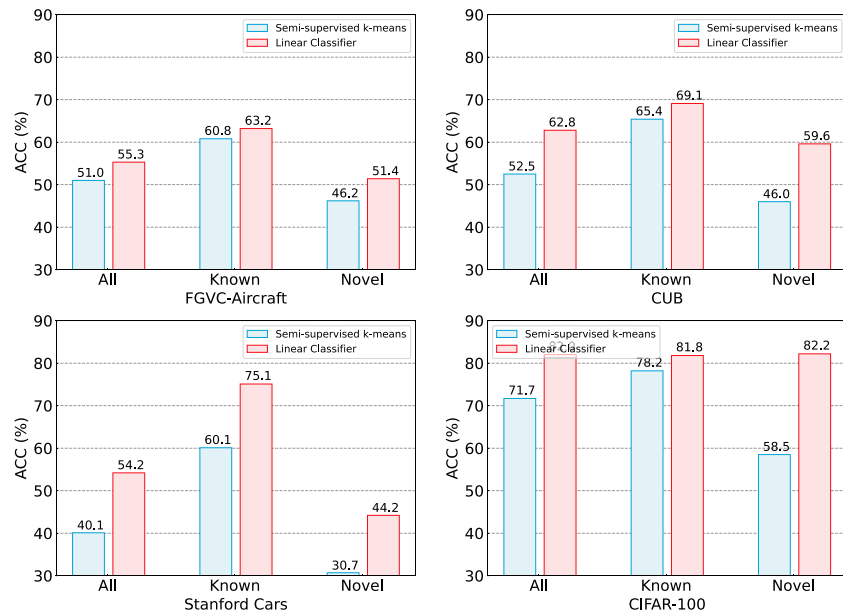 90
80
70
60
50
40
30
ACC (%)
Semi-supervised k-means
Linear Classifier
51.0
55.3
60.8
63.2
46.2
51.4
All
Known
Novel
FGVC-Aircraft
90
80
70
60
50
40
30
ACC (%)
Semi-supervised k-means
Linear Classifier
52.5
62.8
65.4
69.1
46.0
59.6
All
Known
Novel
CUB
90
80
70
60
50
40
30
ACC (%)
Semi-supervised k-means
Linear Classifier
40.1
54.2
60.1
75.1
30.7
44.2
All
Known
Novel
Stanford Cars
90
80
70
60
50
40
30
ACC (%)
Semi-supervised k-means
Linear Classifier
71.7
78.2
81.8
58.5
82.2
All
Known
Novel
CIFAR-100